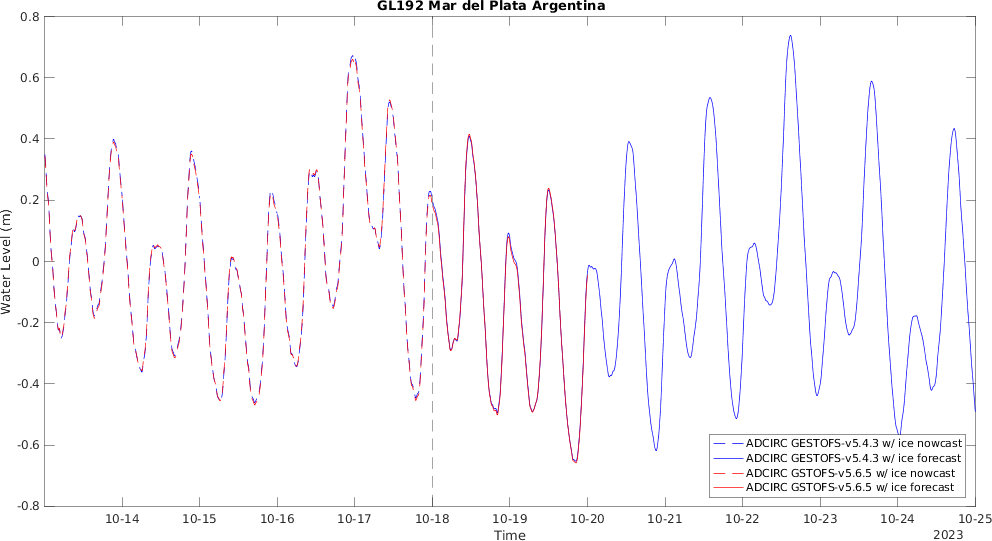 GL192 Mar del Plata Argentina
0.8
0.6
0.4
0.2
0
-0.2
-0.4
-0.6
-0.8
Water Level (m)
10-14 10-15 10-16 10-17 10-18 10-19 10-20 10-21 10-22 10-23 10-24 10-25
Time
2023
ADCIRC GESTOFS-v5.4.3 w/ ice nowcast
ADCIRC GESTOFS-v5.4.3 w/ ice forecast
ADCIRC GSTOFS-v5.6.5 w/ ice nowcast
ADCIRC GSTOFS-v5.6.5 w/ ice forecast